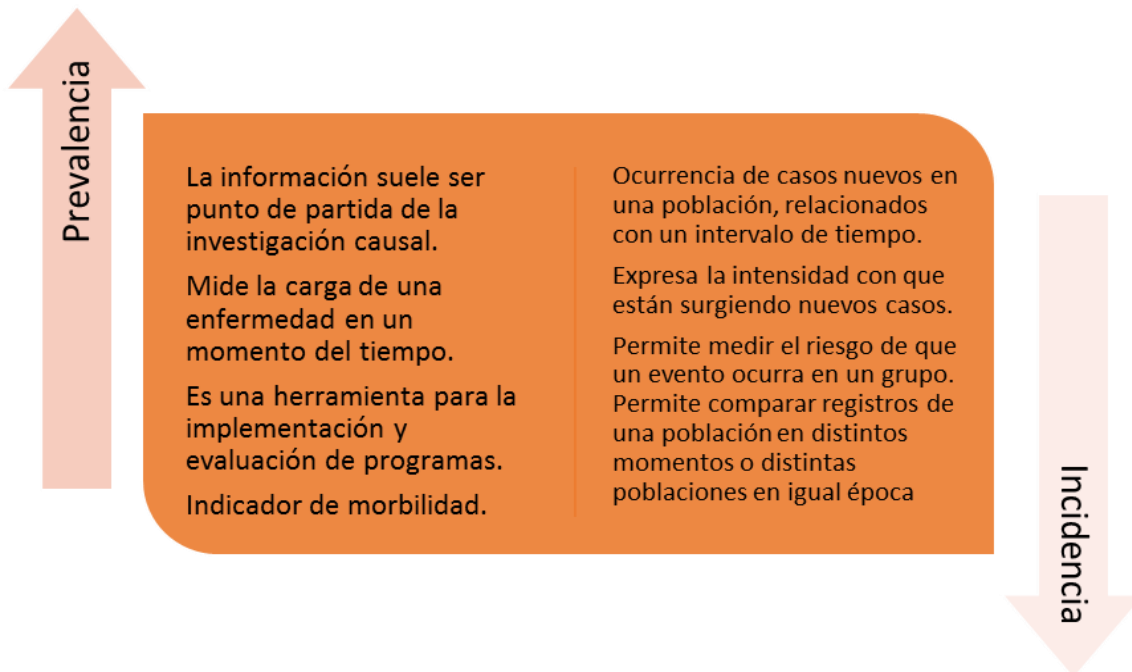 Prevalencia
La información suele ser
punto de partida de la
investigación causal.
Mide la carga de una
enfermedad en un
momento del tiempo.
Es una herramienta para la
implementación y
evaluación de programas.
Indicador de morbilidad.
Ocurrencia de casos nuevos en
una población, relacionados
con un intervalo de tiempo.
Expresa la intensidad con que
están surgiendo nuevos casos.
Permite medir el riesgo de que
un evento ocurra en un grupo.
Permite comparar registros de
una población en distintos
momentos o distintas
poblaciones en igual época
Incidencia